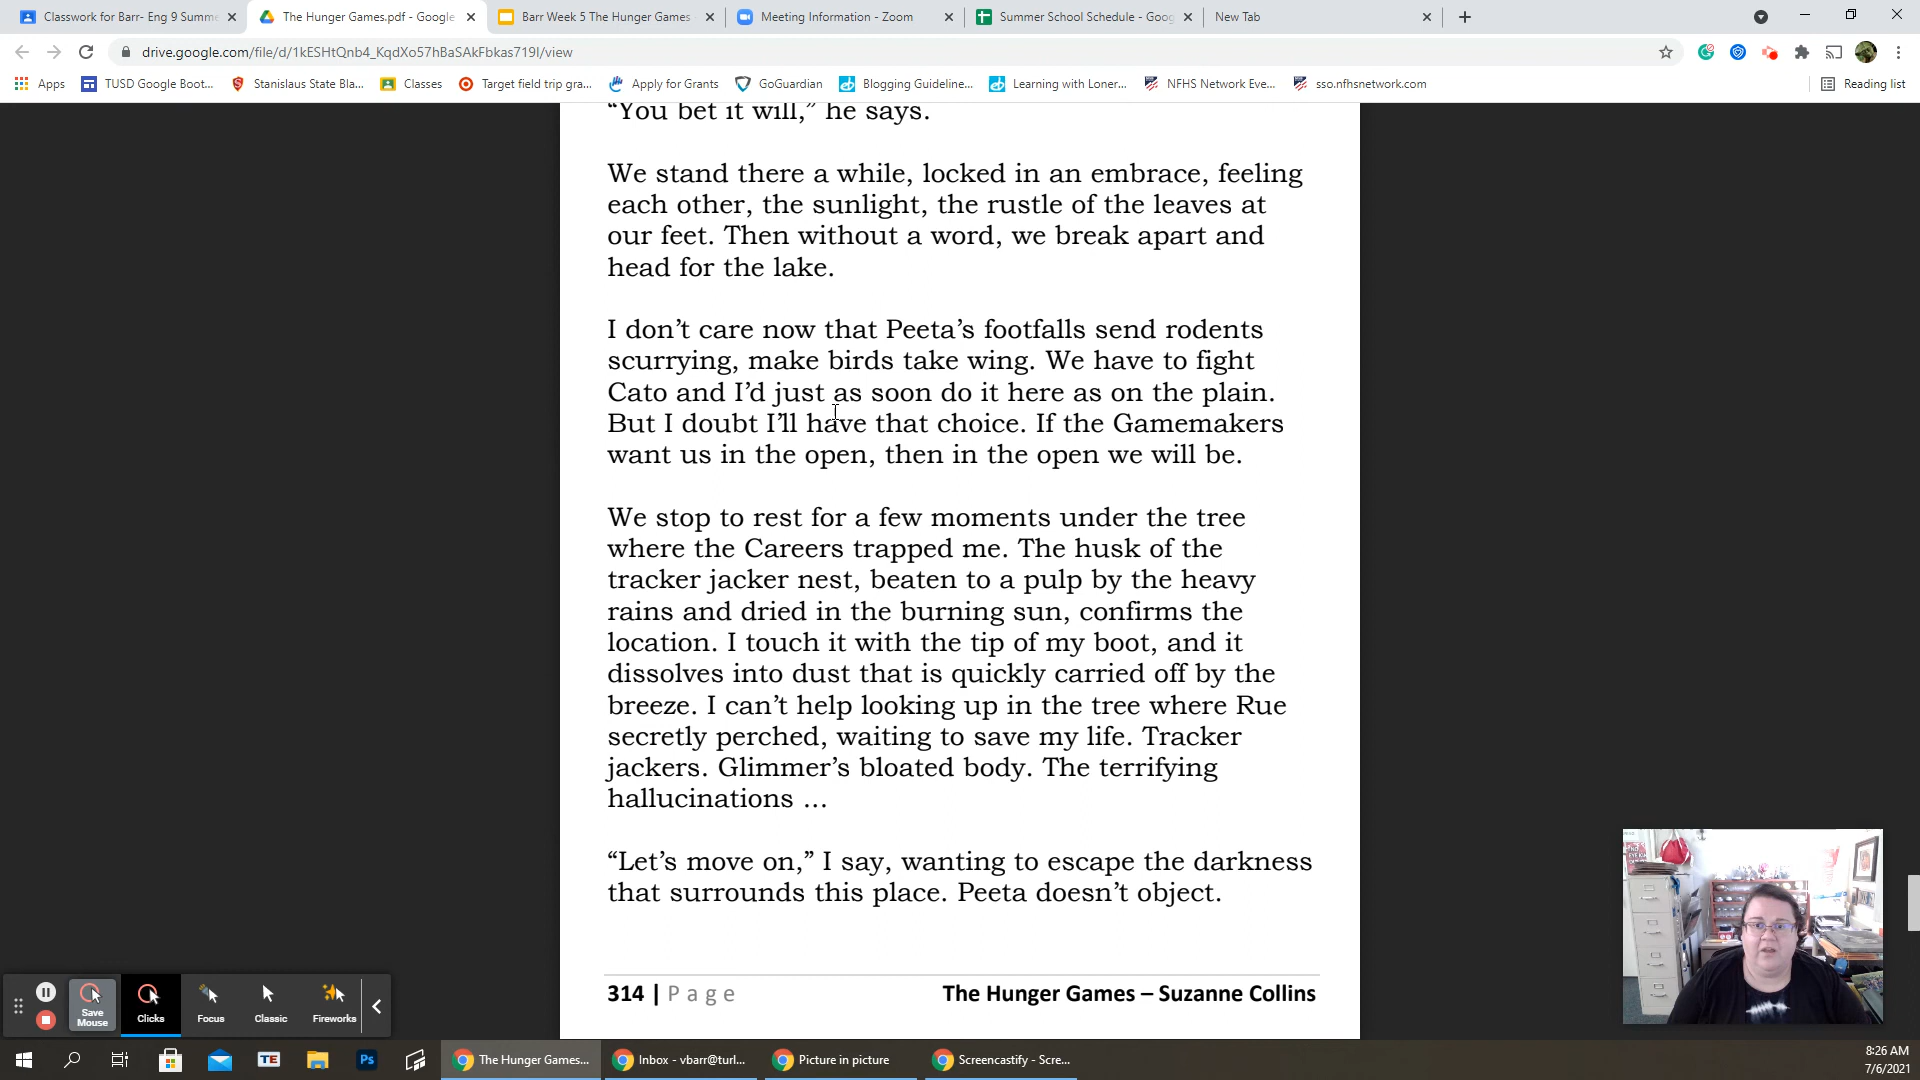 Classwork for Barr- Eng 9 Summe
The Hunger Games.pdf - Google
Barr Week 5 The Hunger Games
Meeting Information - Zoom
Summer School Schedule - Goog
New Tab
drive.google.com/file/d/1kESHtQnb4_KqdXo57hBaSAkFbkas719I/view
Apps
TUSD Google Boot...
Stanislaus State Bla...
Classes
Target field trip gra...
Apply for Grants
GoGuardian
Blogging Guideline...
Learning with Loner...
NFHS Network Eve...
sso.nfhsnetwork.com
Reading list
“You bet it will,” he says.
We stand there a while, locked in an embrace, feeling
each other, the sunlight, the rustle of the leaves at
our feet. Then without a word, we break apart and
head for the lake.
I don’t care now that Peeta’s footfalls send rodents
scurrying, make birds take wing. We have to fight
Cato and I’d just as soon do it here as on the plain.
But I doubt I’ll have that choice. If the Gamemakers
want us in the open, then in the open we will be.
We stop to rest for a few moments under the tree
where the Careers trapped me. The husk of the
tracker jacker nest, beaten to a pulp by the heavy
rains and dried in the burning sun, confirms the
location. I touch it with the tip of my boot, and it
dissolves into dust that is quickly carried off by the
breeze. I can’t help looking up in the tree where Rue
secretly perched, waiting to save my life. Tracker
jackers. Glimmer’s bloated body. The terrifying
hallucinations …
“Let’s move on,” I say, wanting to escape the darkness
that surrounds this place. Peeta doesn’t object.
314 | P a g e
The Hunger Games – Suzanne Collins
Save
Mouse
Clicks
Focus
Classic
Fireworks
TE
Ps
The Hunger Games...
Inbox - vbarr@turl...
Picture in picture
Screencastify - Scre...
8:26 AM
7/6/2021